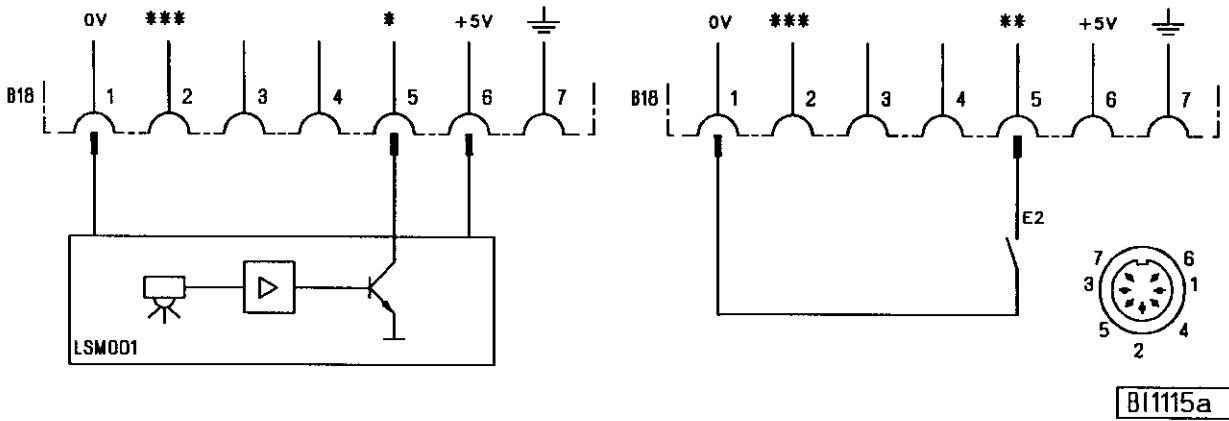 0V *** * +5V
B18 1 2 3 4 5 6 7
LSM001
0V *** ** +5V
B18 1 2 3 4 5 6 7
E2
7 6
3 1
5 4
2
BI1115a